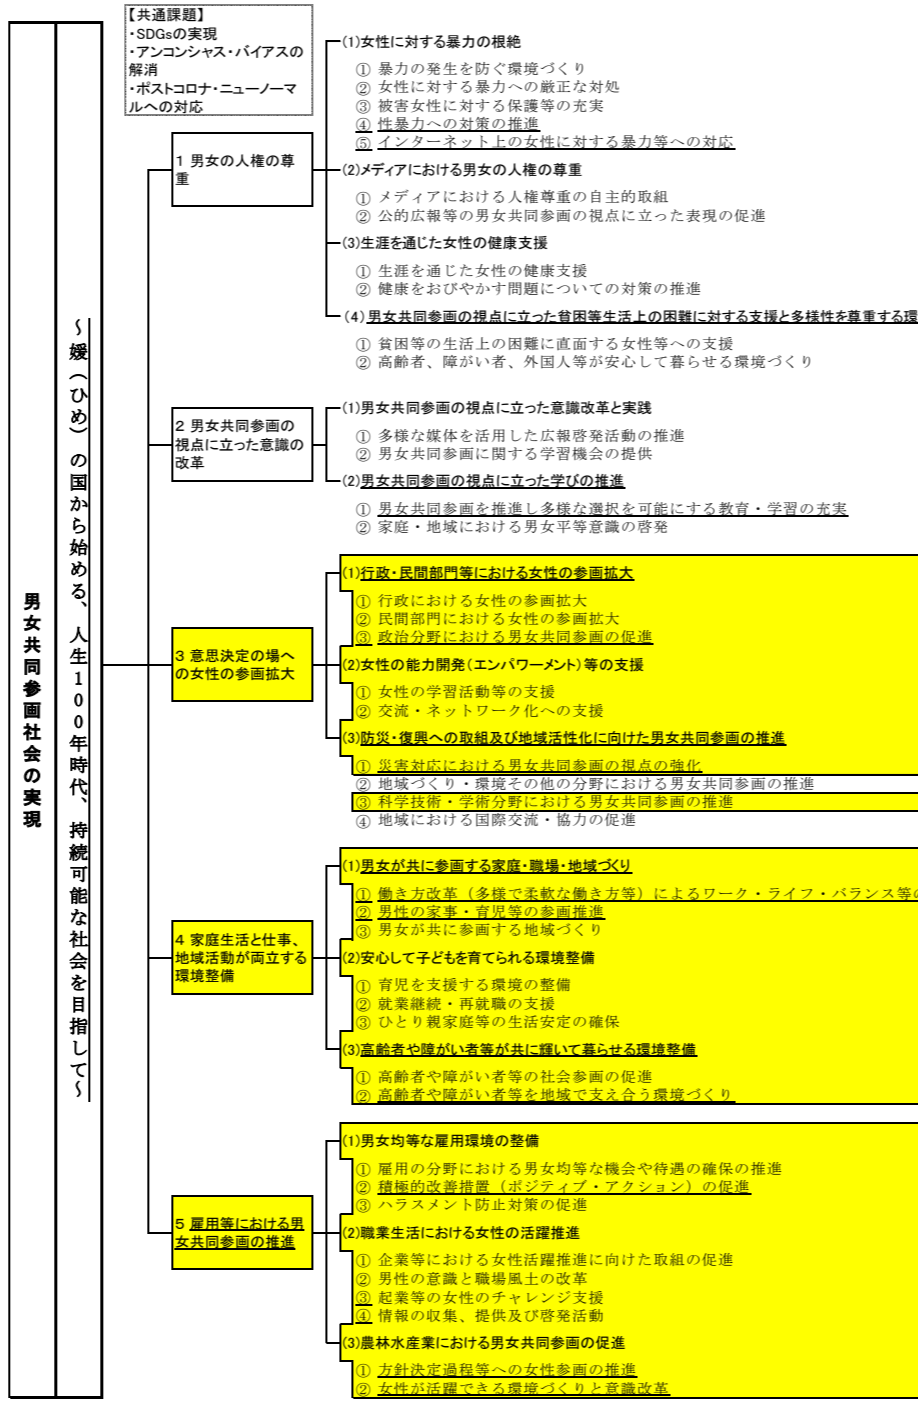 【共通課題】
・SDGsの実現
・アンコンシャス・バイアスの
解消
・ポストコロナ・ニューノーマ
ルへの対応
男女共同参画社会の実現
～媛(ひめ)の国から始める、人生100年時代、持続可能な社会を目指して～
1 男女の人権の尊
重
(1)女性に対する暴力の根絶
① 暴力の発生を防ぐ環境づくり
② 女性に対する暴力への厳正な対処
③ 被害女性に対する保護等の充実
④ 性暴力への対策の推進
⑤ インターネット上の女性に対する暴力等への対応
(2)メディアにおける男女の人権の尊重
① メディアにおける人権尊重の自主的取組
② 公的広報等の男女共同参画の視点に立った表現の促進
(3)生涯を通じた女性の健康支援
① 生涯を通じた女性の健康支援
② 健康をおびやかす問題についての対策の推進
(4)男女共同参画の視点に立った貧困等生活上の困難に対する支援と多様性を尊重する環
① 貧困等の生活上の困難に直面する女性等への支援
② 高齢者、障がい者、外国人等が安心して暮らせる環境づくり
2 男女共同参画の
視点に立った意識の
改革
(1)男女共同参画の視点に立った意識改革と実践
① 多様な媒体を活用した広報啓発活動の推進
② 男女共同参画に関する学習機会の提供
(2)男女共同参画の視点に立った学びの推進
① 男女共同参画を推進し多様な選択を可能にする教育・学習の充実
② 家庭・地域における男女平等意識の啓発
3 意思決定の場へ
の女性の参画拡大
(1)行政・民間部門等における女性の参画拡大
① 行政における女性の参画拡大
② 民間部門における女性の参画拡大
③ 政治分野における男女共同参画の促進
(2)女性の能力開発(エンパワーメント)等の支援
① 女性の学習活動等の支援
② 交流・ネットワーク化への支援
(3)防災・復興への取組及び地域活性化に向けた男女共同参画の推進
① 災害対応における男女共同参画の視点の強化
② 地域づくり・環境その他の分野における男女共同参画の推進
③ 科学技術・学術分野における男女共同参画の推進
④ 地域における国際交流・協力の促進
4 家庭生活と仕事、
地域活動が両立する
環境整備
(1)男女が共に参画する家庭・職場・地域づくり
① 働き方改革（多様で柔軟な働き方等）によるワーク・ライフ・バランス等の
② 男性の家事・育児等の参画推進
③ 男女が共に参画する地域づくり
(2)安心して子どもを育てられる環境整備
① 育児を支援する環境の整備
② 就業継続・再就職の支援
③ ひとり親家庭等の生活安定の確保
(3)高齢者や障がい者等が共に輝いて暮らせる環境整備
① 高齢者や障がい者等の社会参画の促進
② 高齢者や障がい者等を地域で支え合う環境づくり
5 雇用等における男
女共同参画の推進
(1)男女均等な雇用環境の整備
① 雇用の分野における男女均等な機会や待遇の確保の推進
② 積極的改善措置（ポジティブ・アクション）の促進
③ ハラスメント防止対策の促進
(2)職業生活における女性の活躍推進
① 企業等における女性活躍推進に向けた取組の促進
② 男性の意識と職場風土の改革
③ 起業等の女性のチャレンジ支援
④ 情報の収集、提供及び啓発活動
(3)農林水産業における男女共同参画の促進
① 方針決定過程等への女性参画の推進
② 女性が活躍できる環境づくりと意識改革